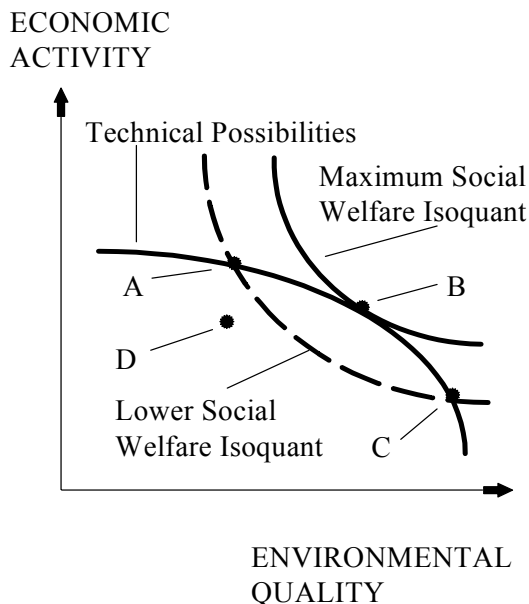 ECONOMIC
ACTIVITY
Technical Possibilities
Maximum Social
Welfare Isoquant
A
B
D
Lower Social
Welfare Isoquant
C
ENVIRONMENTAL
QUALITY